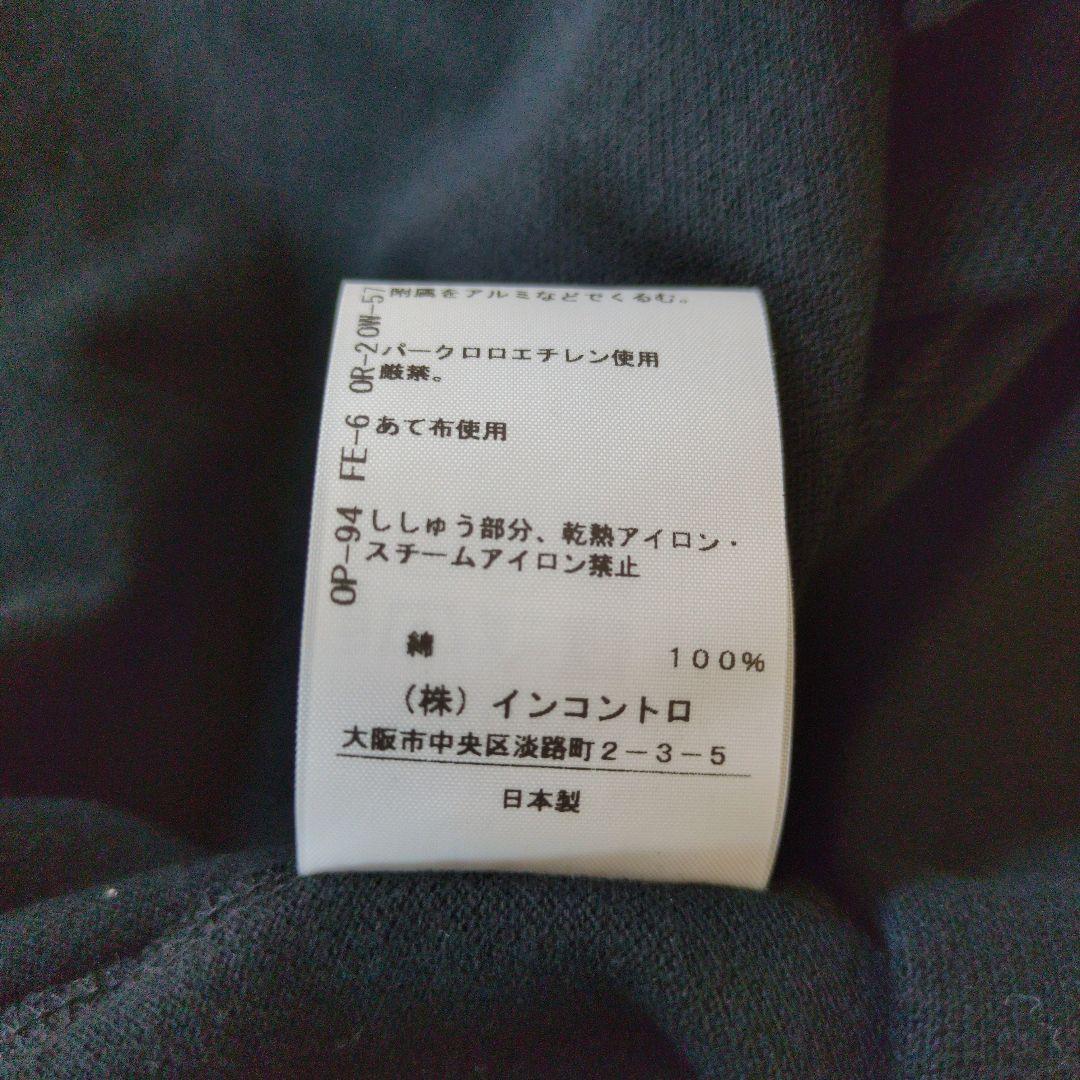 附属をアルミなどでくるむ。
パークロロエチレン使用
厳禁。
あて布使用
ししゅう部分、乾熱アイロン・
スチームアイロン禁止
綿 100%
(株)インコントロ
大阪市中央区淡路町2-3-5
日本製
OP-94 FE-6 OR-2 OW-57